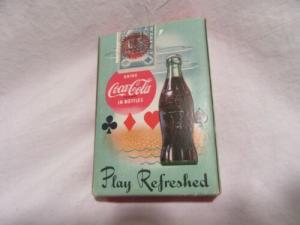 DRINK
Coca-Cola
IN BOTTLES
Play Refreshed